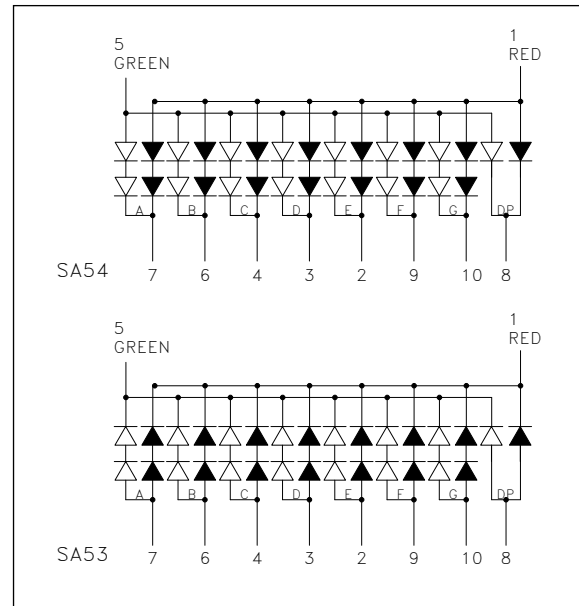 5 1
GREEN RED
A B C D E F G DP
SA54 7 6 4 3 2 9 10 8
5 1
GREEN RED
A B C D E F G DP
SA53 7 6 4 3 2 9 10 8